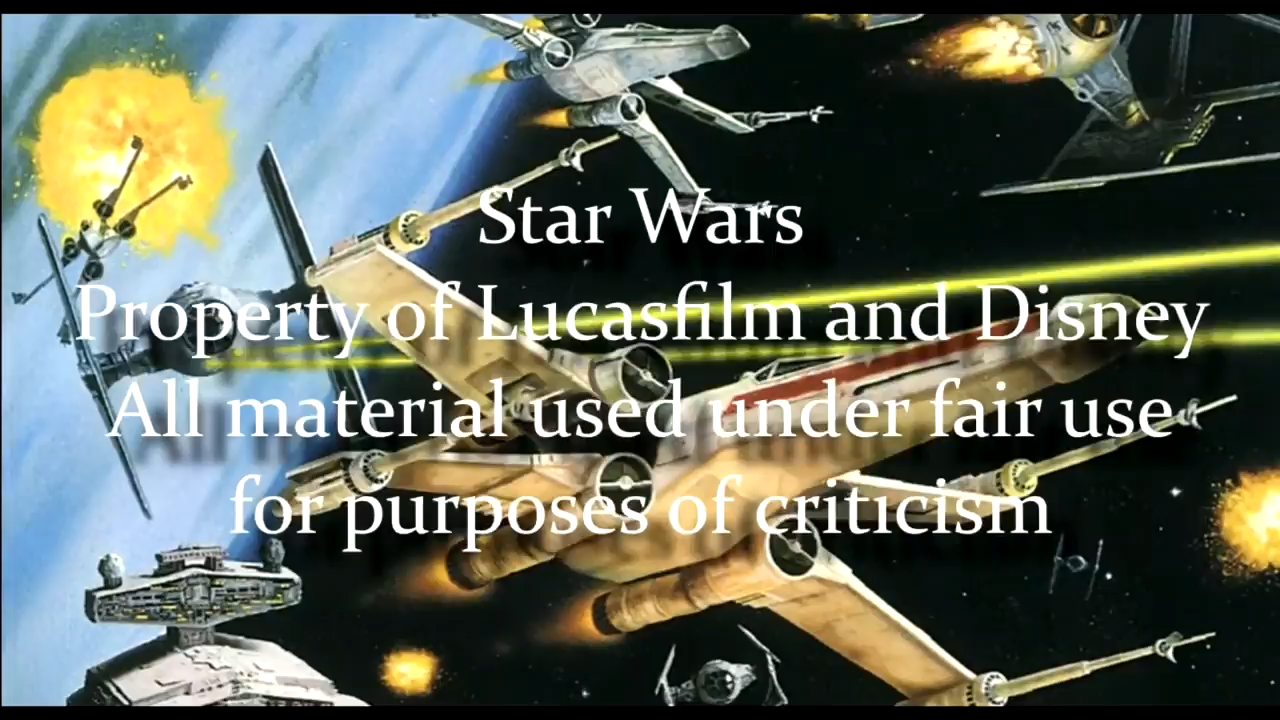 Star Wars
Property of Lucasfilm and Disney
All material used under fair use
for purposes of criticism